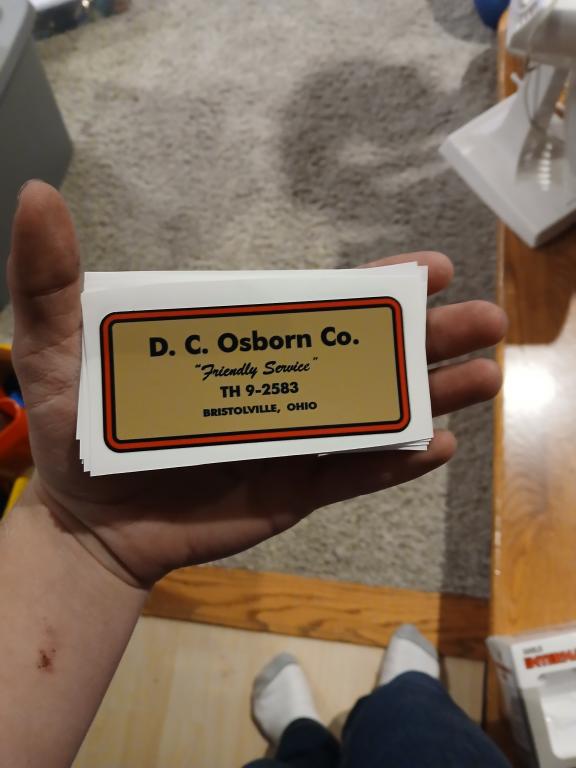 D. C. Osborn Co.
"Friendly Service"
TH 9-2583
BRISTOLVILLE, OHIO